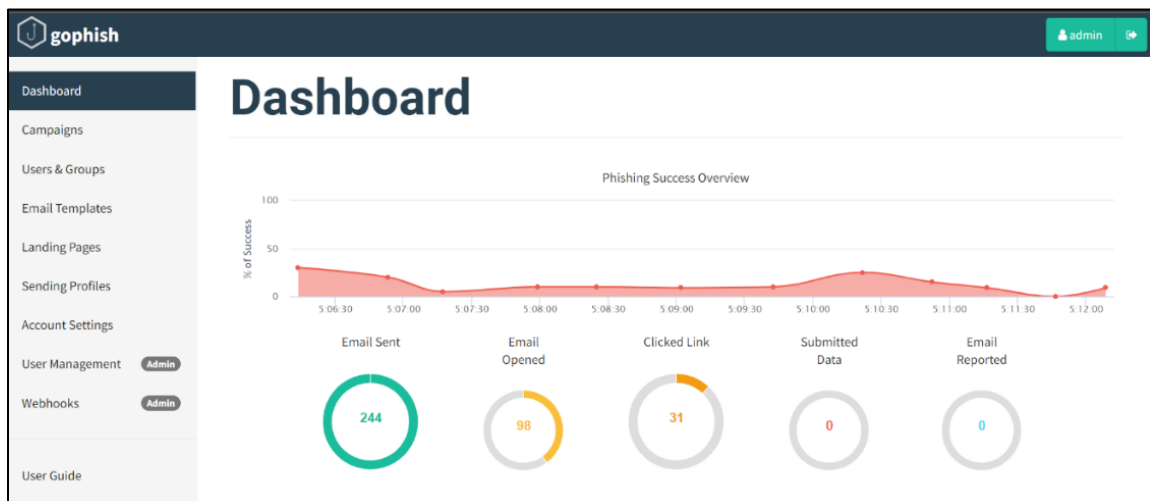 gophish
admin
Dashboard
Campaigns
Users & Groups
Email Templates
Landing Pages
Sending Profiles
Account Settings
User Management Admin
Webhooks Admin
User Guide
Dashboard
Phishing Success Overview
% of Success
100
50
0
5:06:30 5:07:00 5:07:30 5:08:00 5:08:30 5:09:00 5:09:30 5:10:00 5:10:30 5:11:00 5:11:30 5:12:00
Email Sent
244
Email
Opened
98
Clicked Link
31
Submitted
Data
0
Email
Reported
0